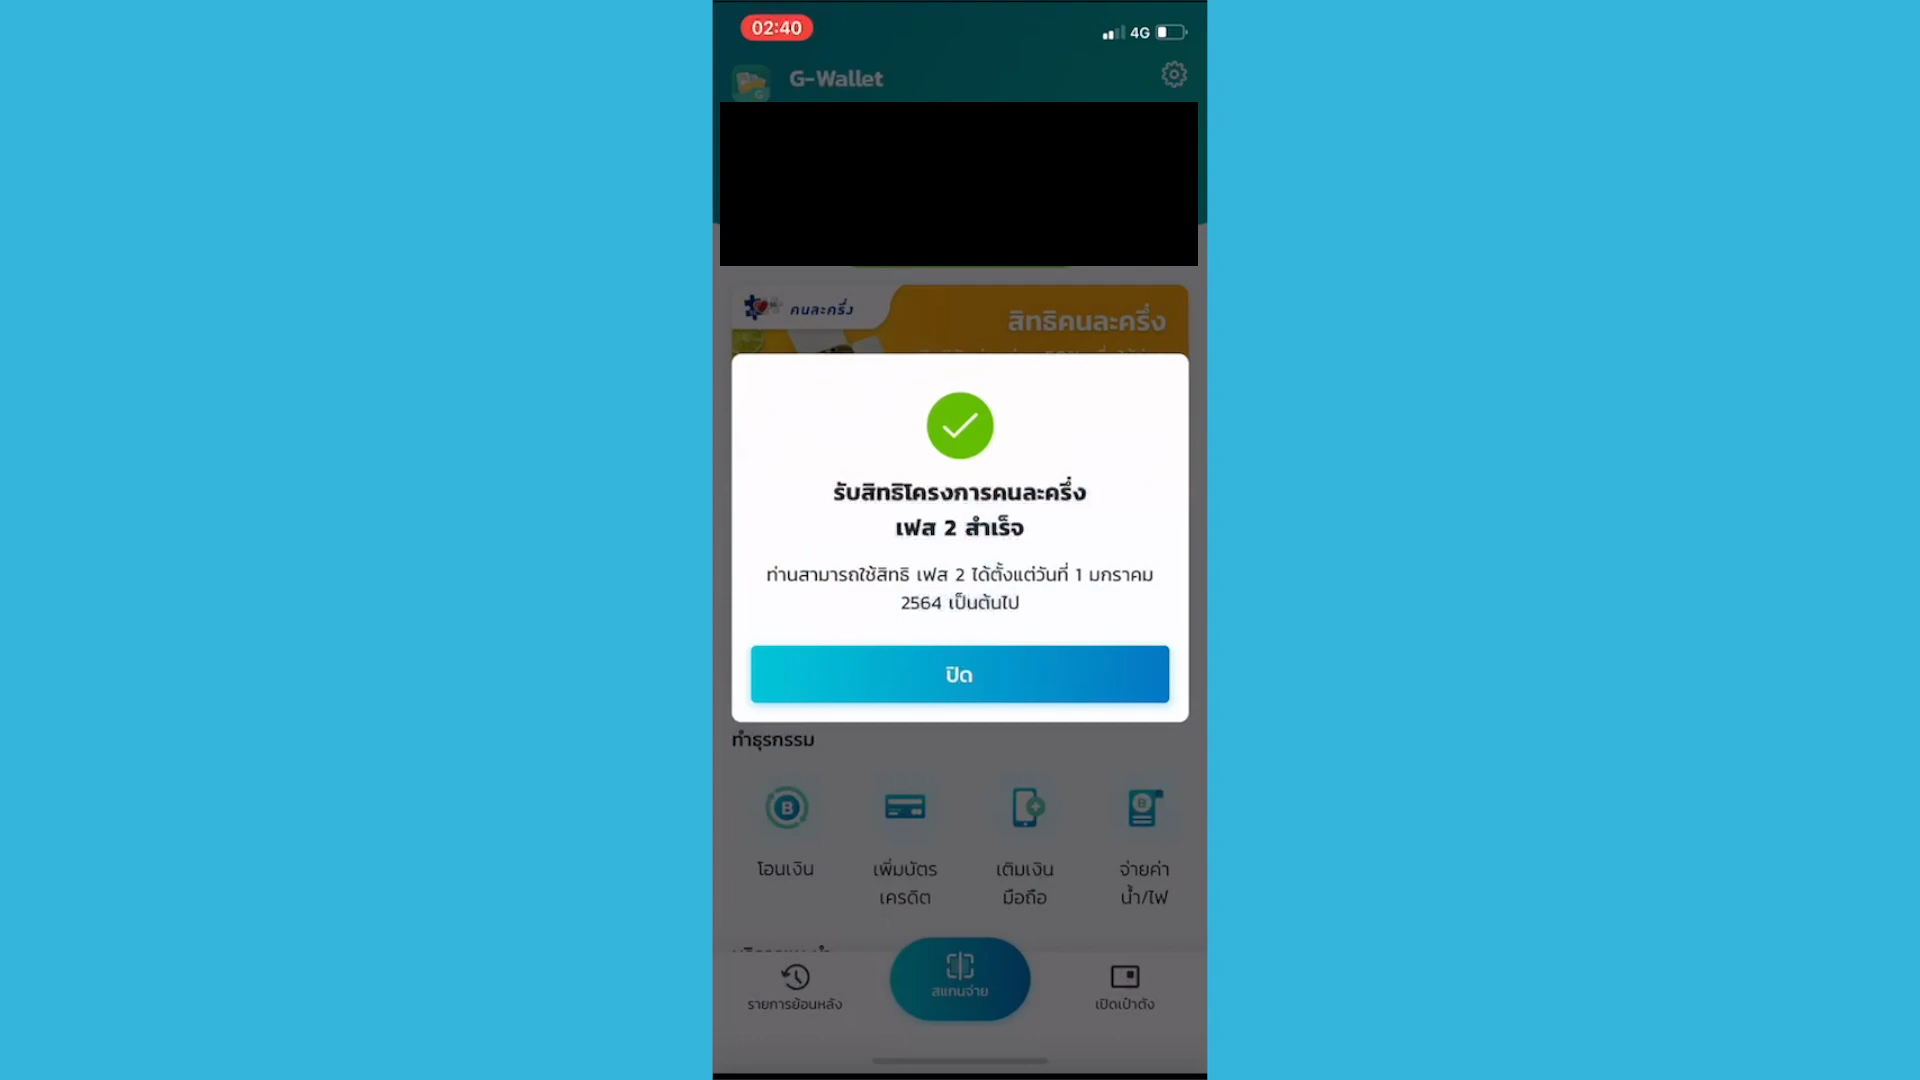 02:40
4G
G-Wallet
คนละครึ่ง
สิทธิคนละครึ่ง
รับสิทธิโครงการคนละครึ่ง
เฟส 2 สำเร็จ
ท่านสามารถใช้สิทธิ เฟส 2 ได้ตั้งแต่วันที่ 1 มกราคม
2564 เป็นต้นไป
ปิด
ทำธุรกรรม
โอนเงิน
เพิ่มบัตร
เครดิต
เติมเงิน
มือถือ
จ่ายค่า
น้ำ/ไฟ
รายการย้อนหลัง
สแกนจ่าย
เปิดเป๋าตัง